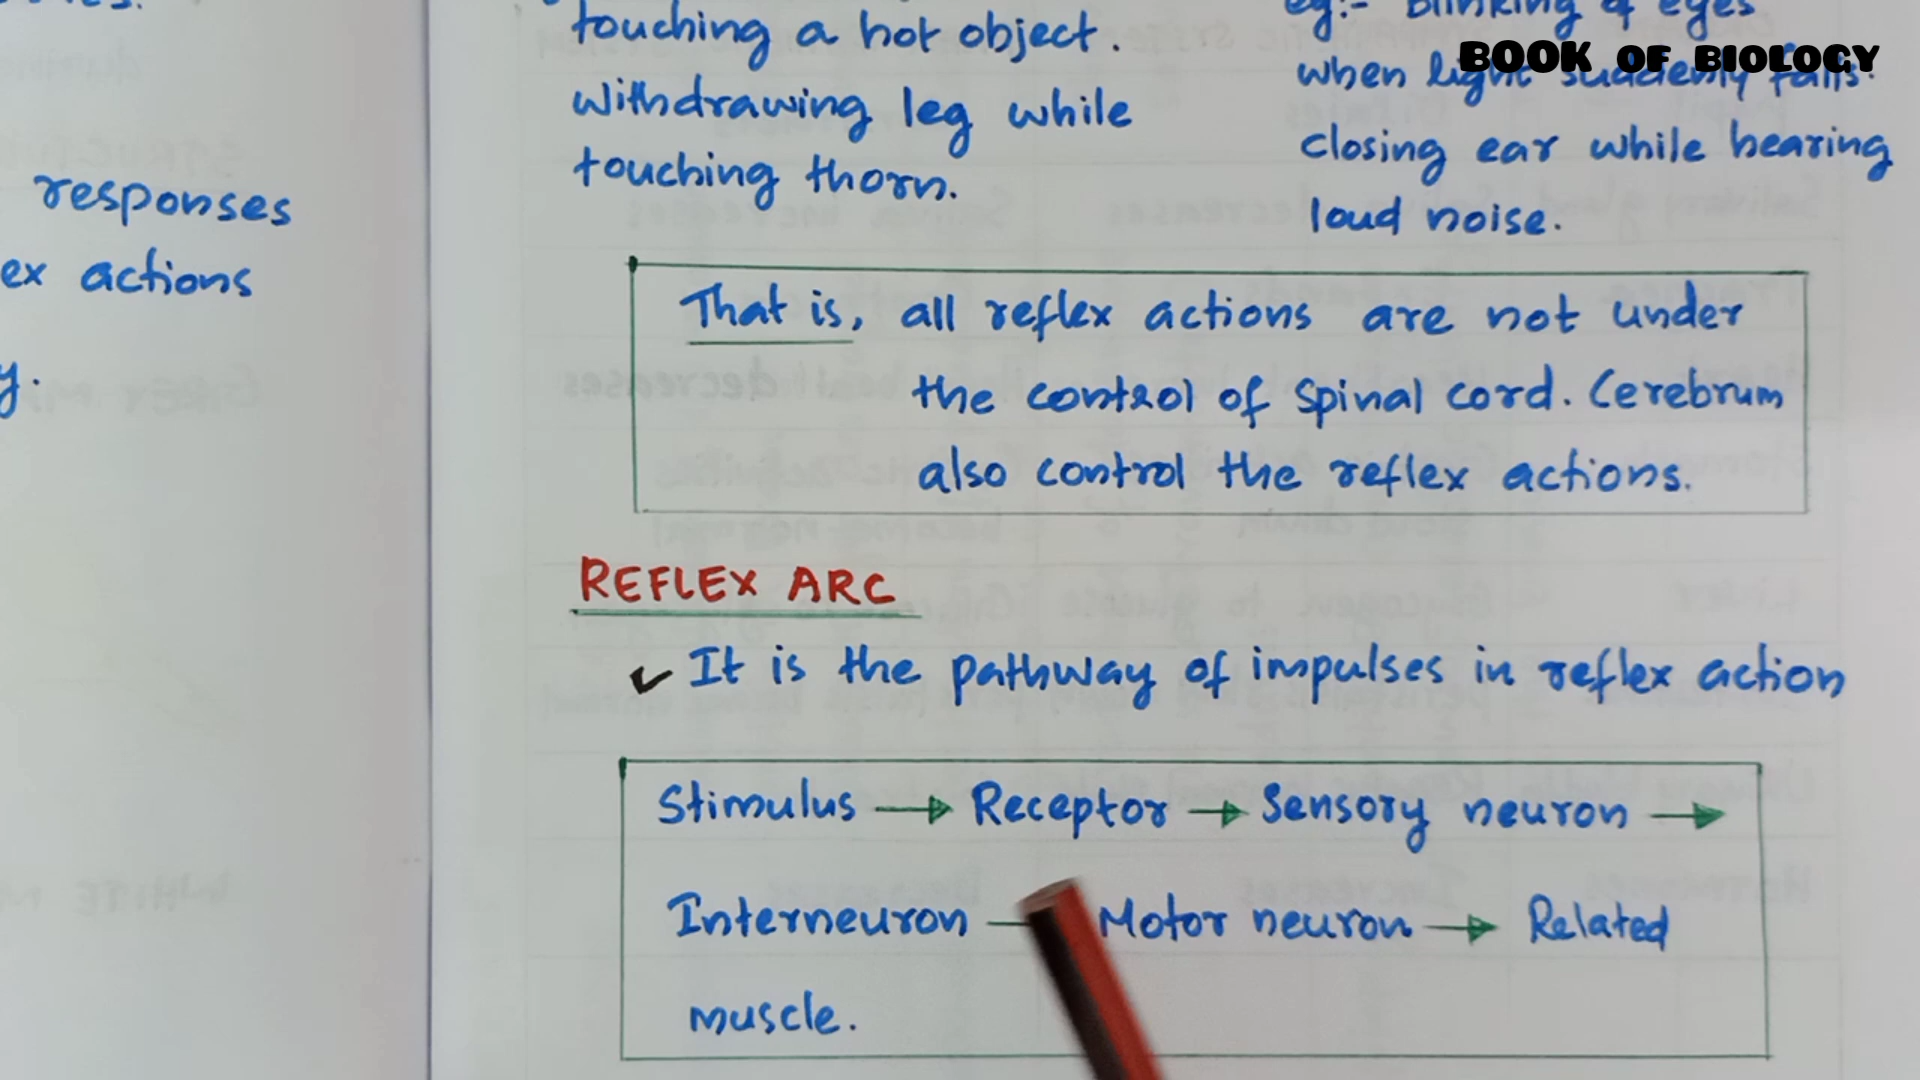 responses
ex actions
y.
touching a hot object.
withdrawing leg while
touching thorn.
eg:- Blinking of eyes
when light suddenly falls.
closing ear while hearing
loud noise.
BOOK OF BIOLOGY
That is, all reflex actions are not under
the control of spinal cord. Cerebrum
also control the reflex actions.
REFLEX ARC
✓ It is the pathway of impulses in reflex action
Stimulus → Receptor → Sensory neuron →
Interneuron — Motor neuron → Related
muscle.